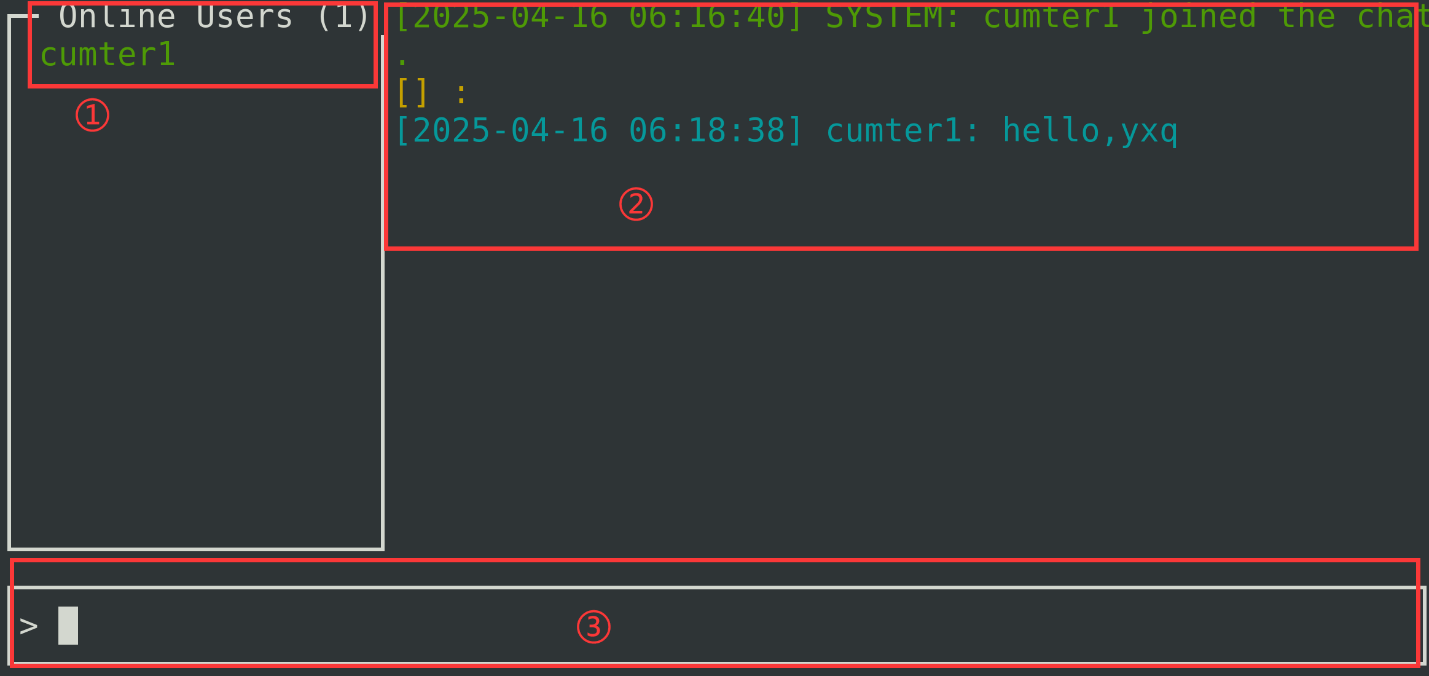 Online Users (1)
cumter1
①
[2025-04-16 06:16:40] SYSTEM: cumter1 joined the chat
.
[] :
[2025-04-16 06:18:38] cumter1: hello,yxq
②
> 
③